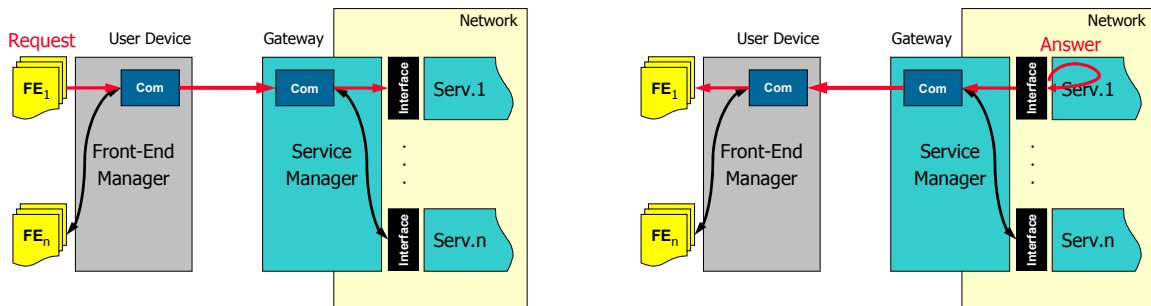 Network
Request
User Device
Gateway
FE1
Com
Com
Interface
Serv.1
Front-End
Manager
Service
Manager
. . .
FEn
Interface
Serv.n
Network
User Device
Gateway
Answer
FE1
Com
Com
Interface
Serv.1
Front-End
Manager
Service
Manager
. . .
FEn
Interface
Serv.n